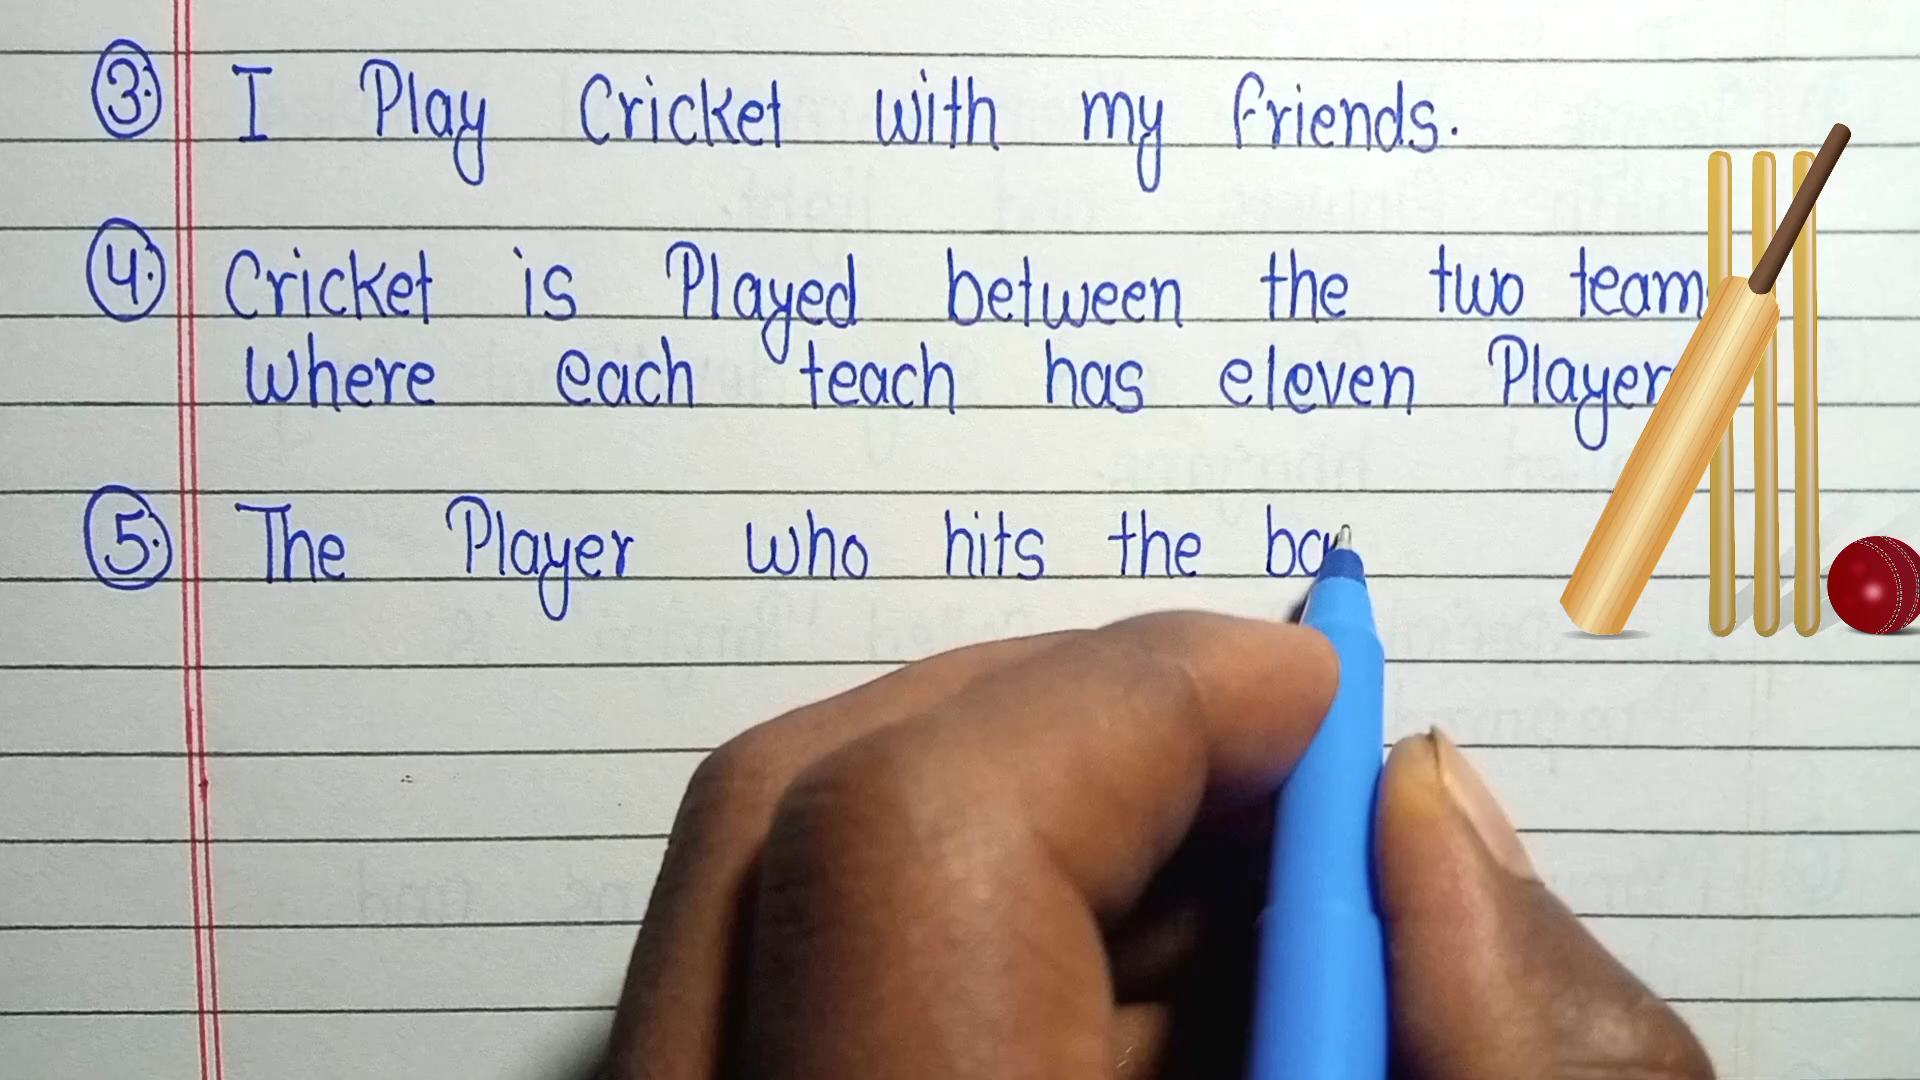 3. I Play Cricket with my friends.
4. Cricket is Played between the two team
where each teach has eleven Player
5. The Player who hits the